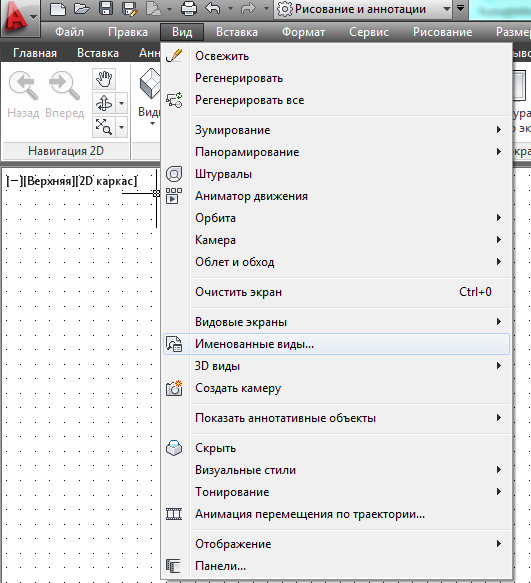 Рисование и аннотации
Файл Правка Вид Вставка Формат Сервис Рисование
Главная Вставка
Назад Вперед
Навигация 2D
[−][Верхняя][2D каркас]
Освежить
Регенерировать
Регенерировать все
Зумирование
Панорамирование
Штурвалы
Аниматор движения
Орбита
Камера
Облет и обход
Очистить экран Ctrl+0
Видовые экраны
Именованные виды...
3D виды
Создать камеру
Показать аннотативные объекты
Скрыть
Визуальные стили
Тонирование
Анимация перемещения по траектории...
Отображение
Панели...